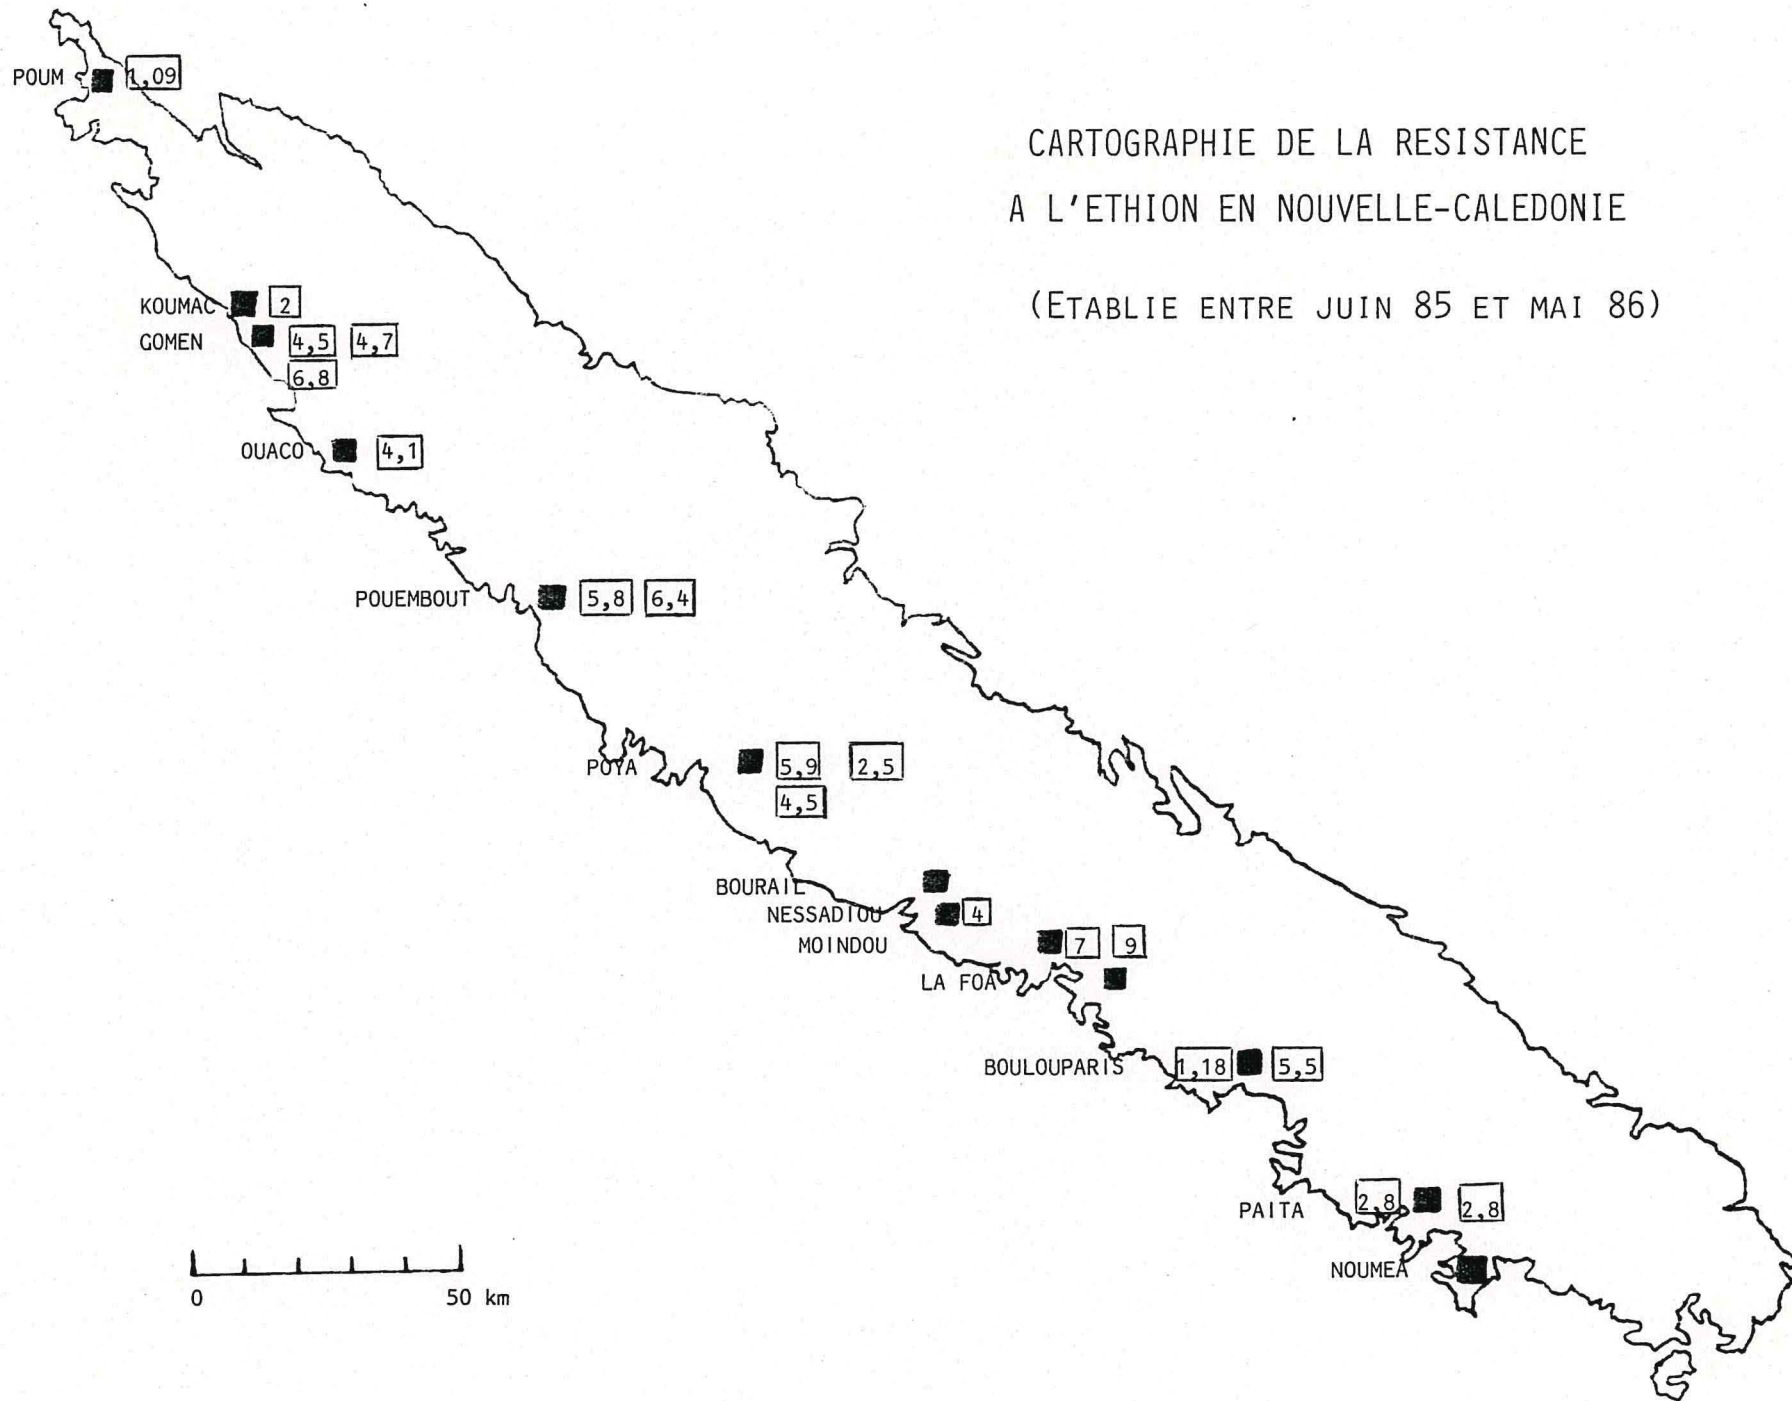 CARTOGRAPHIE DE LA RESISTANCE
A L'ETHION EN NOUVELLE-CALEDONIE
(ETABLIE ENTRE JUIN 85 ET MAI 86)
POUM 1,09
KOUMAC 2
GOMEN 4,5 4,7
6,8
OUACO 4,1
POUEMBOUT 5,8 6,4
POYA 5,9 2,5
4,5
BOURAIL
NESSADIOU 4
MOINDOU 7 9
LA FOA
BOULOUPARIS 1,18 5,5
PAITA 2,8 2,8
NOUMEA
0 50 km